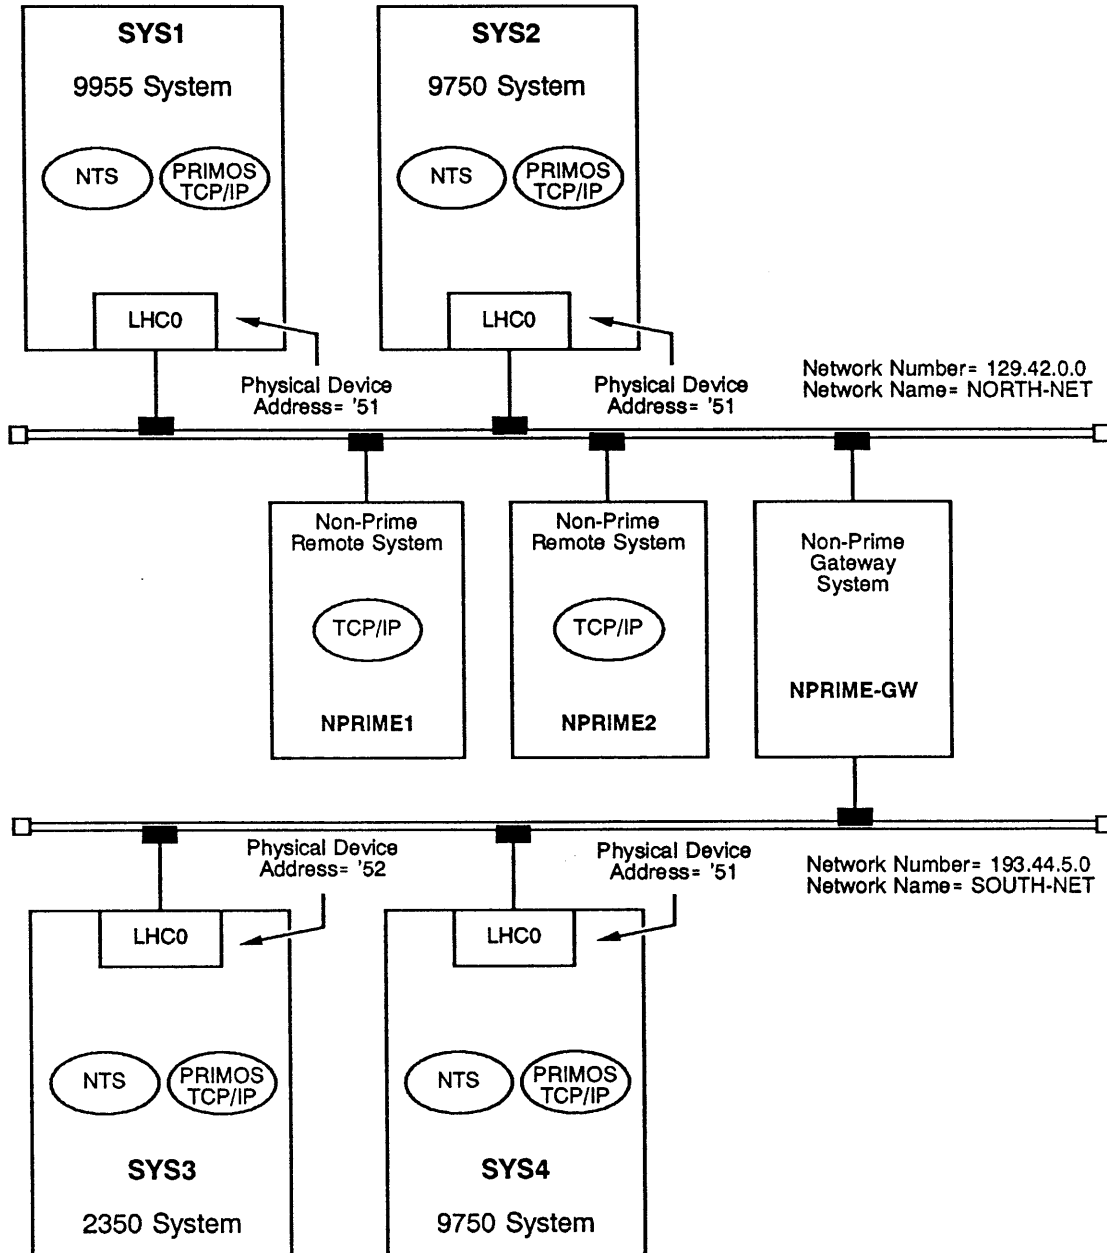 SYS1
9955 System
NTS
PRIMOS
TCP/IP
LHC0
Physical Device
Address= '51
SYS2
9750 System
NTS
PRIMOS
TCP/IP
LHC0
Physical Device
Address= '51
Network Number= 129.42.0.0
Network Name= NORTH-NET
Non-Prime
Remote System
TCP/IP
NPRIME1
Non-Prime
Remote System
TCP/IP
NPRIME2
Non-Prime
Gateway
System
NPRIME-GW
Physical Device
Address= '52
Physical Device
Address= '51
Network Number= 193.44.5.0
Network Name= SOUTH-NET
LHC0
NTS
PRIMOS
TCP/IP
SYS3
2350 System
LHC0
NTS
PRIMOS
TCP/IP
SYS4
9750 System